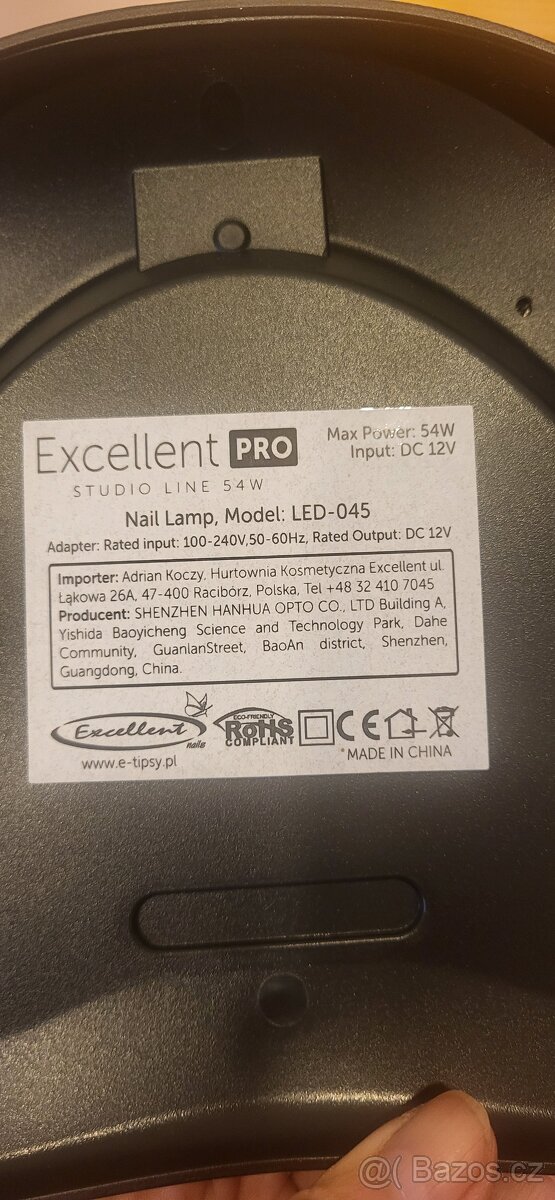 Excellent PRO
STUDIO LINE 54W
Max Power: 54W
Input: DC 12V
Nail Lamp, Model: LED-045
Adapter: Rated input: 100-240V,50-60Hz, Rated Output: DC 12V
Importer: Adrian Koczy, Hurtownia Kosmetyczna Excellent ul.
Łąkowa 26A, 47-400 Racibórz, Polska, Tel +48 32 410 7045
Producent: SHENZHEN HANHUA OPTO CO., LTD Building A,
Yishida Baoyicheng Science and Technology Park, Dahe
Community, GuanlanStreet, BaoAn district, Shenzhen,
Guangdong, China.
Excellent
nails
www.e-tipsy.pl
ECO-FRIENDLY
RoHS
COMPLIANT
CE
*MADE IN CHINA
@Bazos.cz